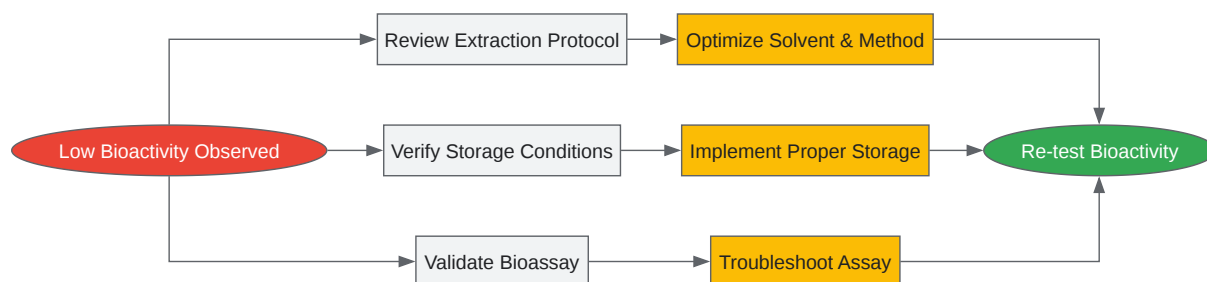 Review Extraction Protocol
Optimize Solvent & Method
Low Bioactivity Observed
Verify Storage Conditions
Implement Proper Storage
Re-test Bioactivity
Validate Bioassay
Troubleshoot Assay